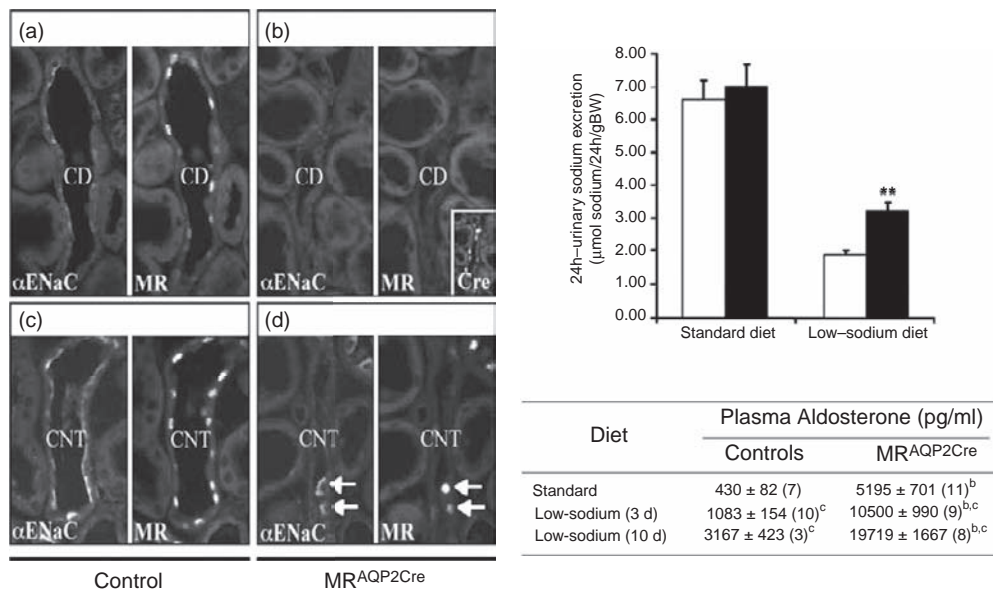 (a)
(b)
CD
CD
CD
CD
αENaC
MR
αENaC
MR
Cre
(c)
(d)
CNT
CNT
CNT
CNT
αENaC
MR
αENaC
MR
Control
MR^AQP2Cre
24h–urinary sodium excretion
(μmol sodium/24h/gBW)
8.00
7.00
6.00
5.00
4.00
3.00
2.00
1.00
0.00
**
Standard diet
Low–sodium diet
Diet
Plasma Aldosterone (pg/ml)
Controls
MR^AQP2Cre
Standard 430 ± 82 (7) 5195 ± 701 (11)^b
Low-sodium (3 d) 1083 ± 154 (10)^c 10500 ± 990 (9)^b,c
Low-sodium (10 d) 3167 ± 423 (3)^c 19719 ± 1667 (8)^b,c